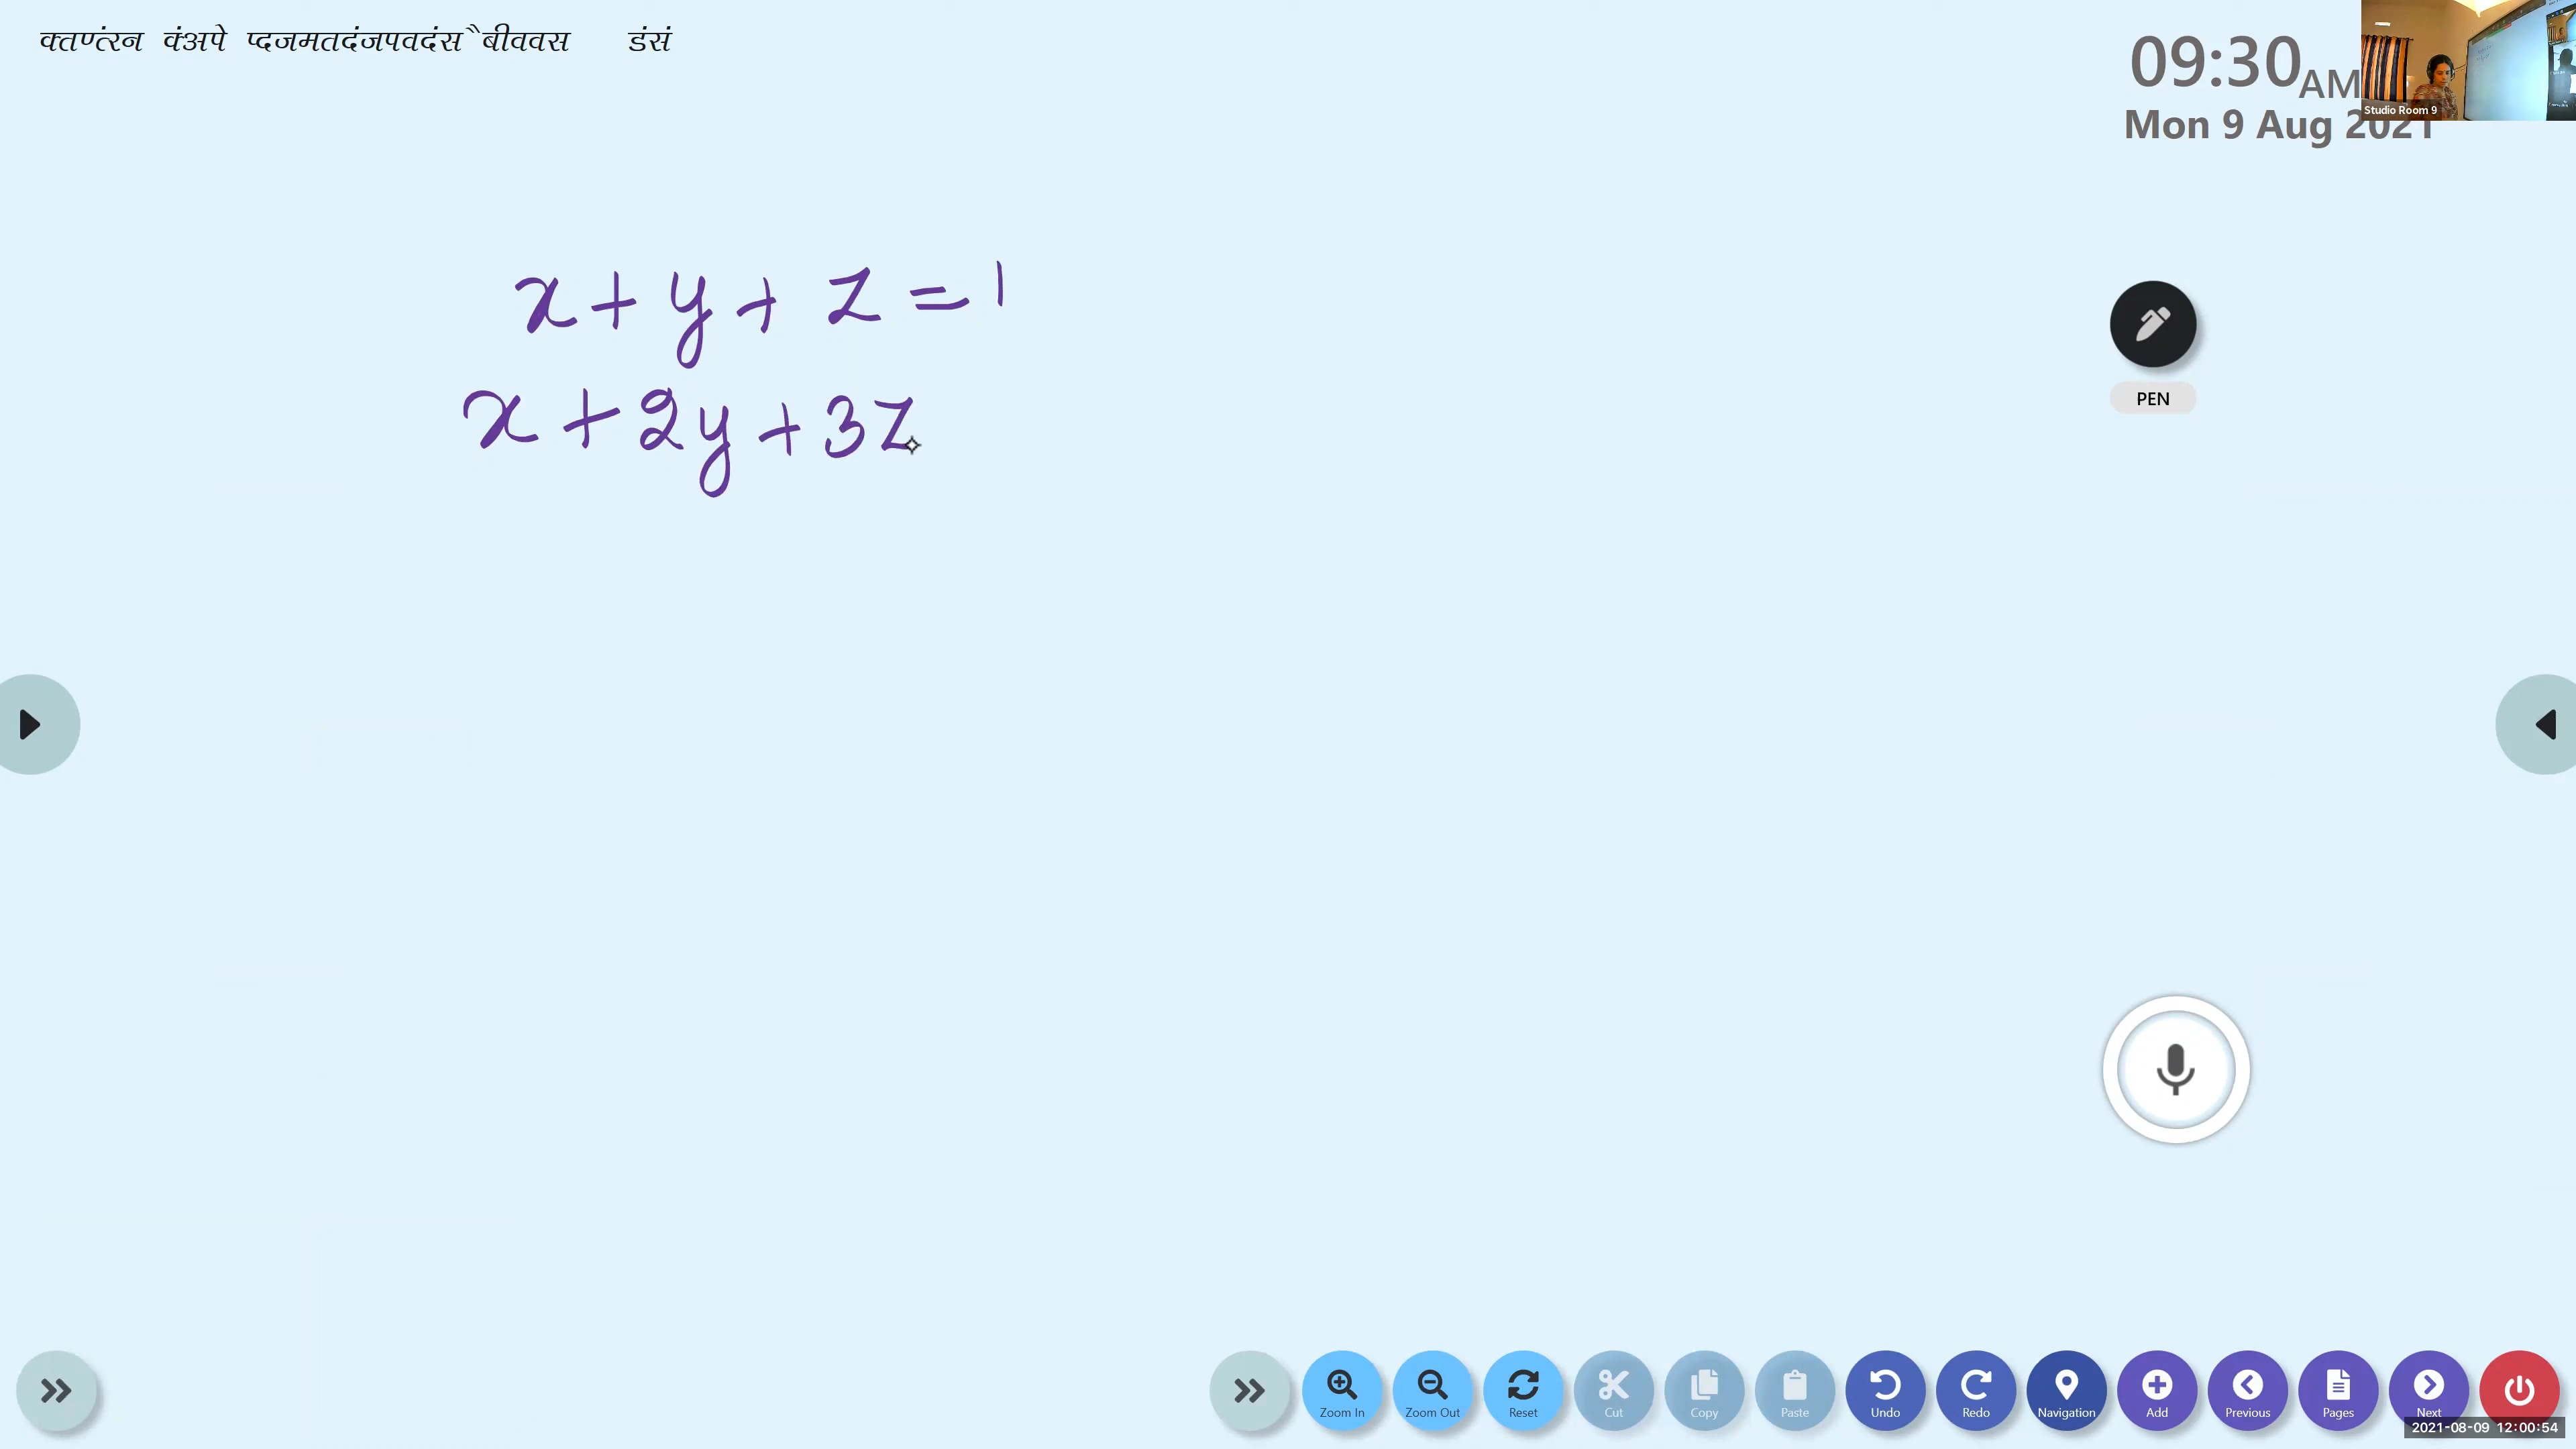 क्तण्ंरन क्ंअपे प्दजमतदंजपवदंस ैबीववस डंसं
09:30 AM
Studio Room 9
Mon 9 Aug 2021
x + y + z = 1
x + 2y + 3z
PEN
Zoom In Zoom Out Reset Cut Copy Paste Undo Redo Navigation Add Previous Pages Next
2021-08-09 12:00:54